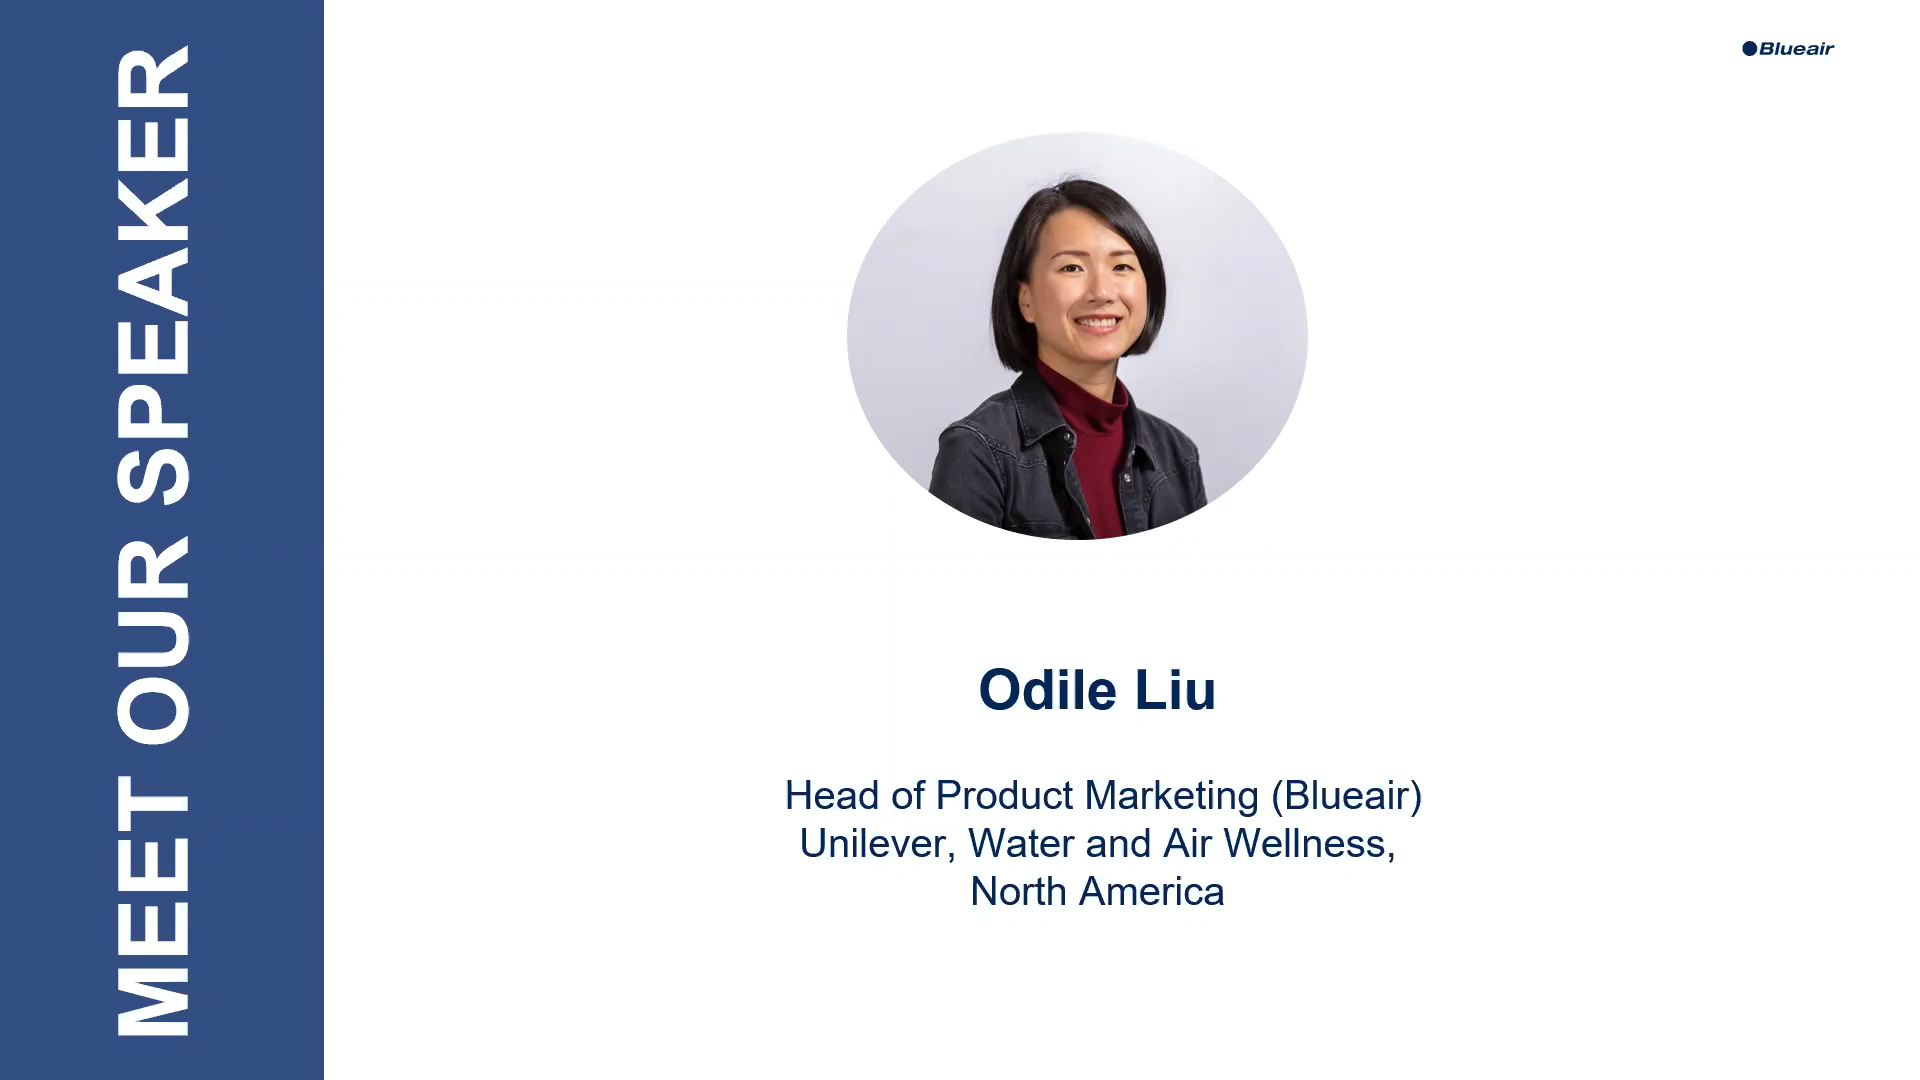 MEET OUR SPEAKER
Blueair
Odile Liu
Head of Product Marketing (Blueair)
Unilever, Water and Air Wellness,
North America